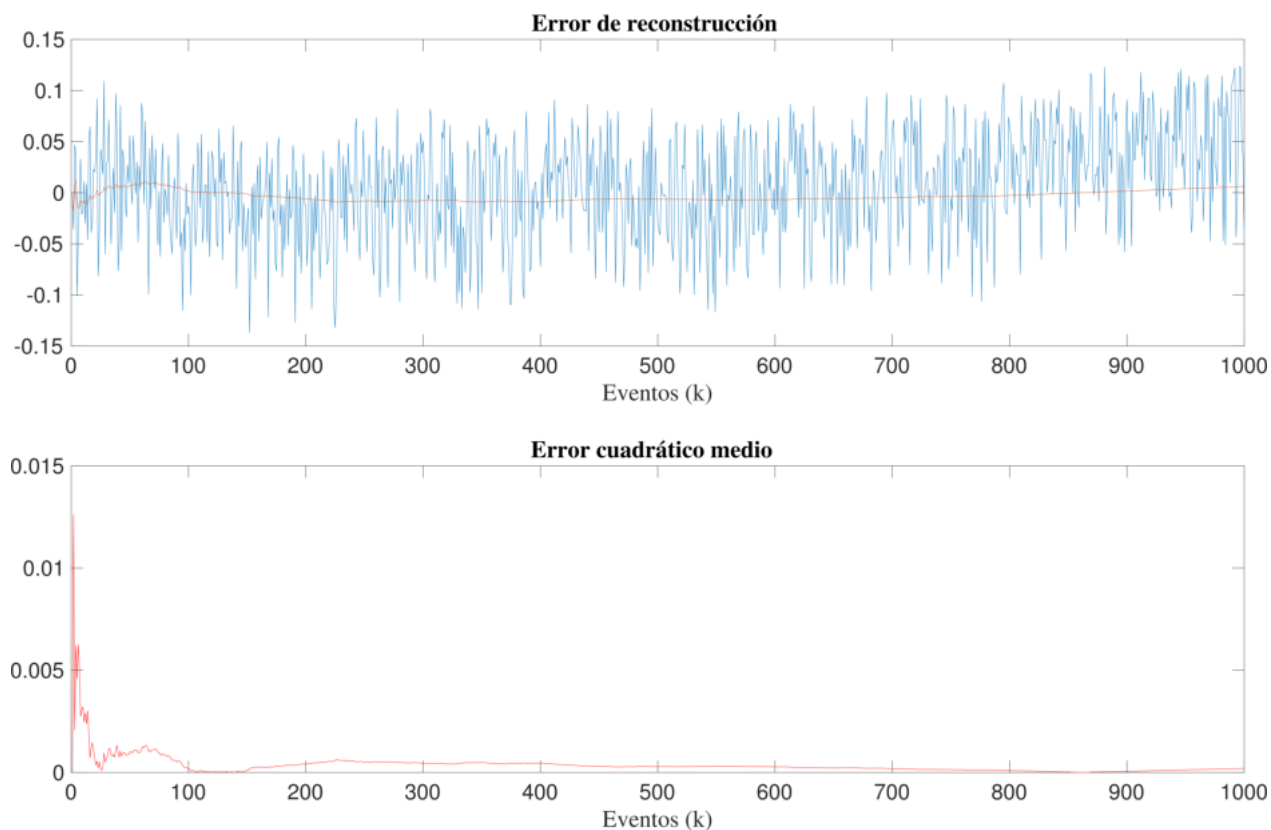 Error de reconstrucción
0.15
0.1
0.05
0
-0.05
-0.1
-0.15
0 100 200 300 400 500 600 700 800 900 1000
Eventos (k)
Error cuadrático medio
0.015
0.01
0.005
0
0 100 200 300 400 500 600 700 800 900 1000
Eventos (k)